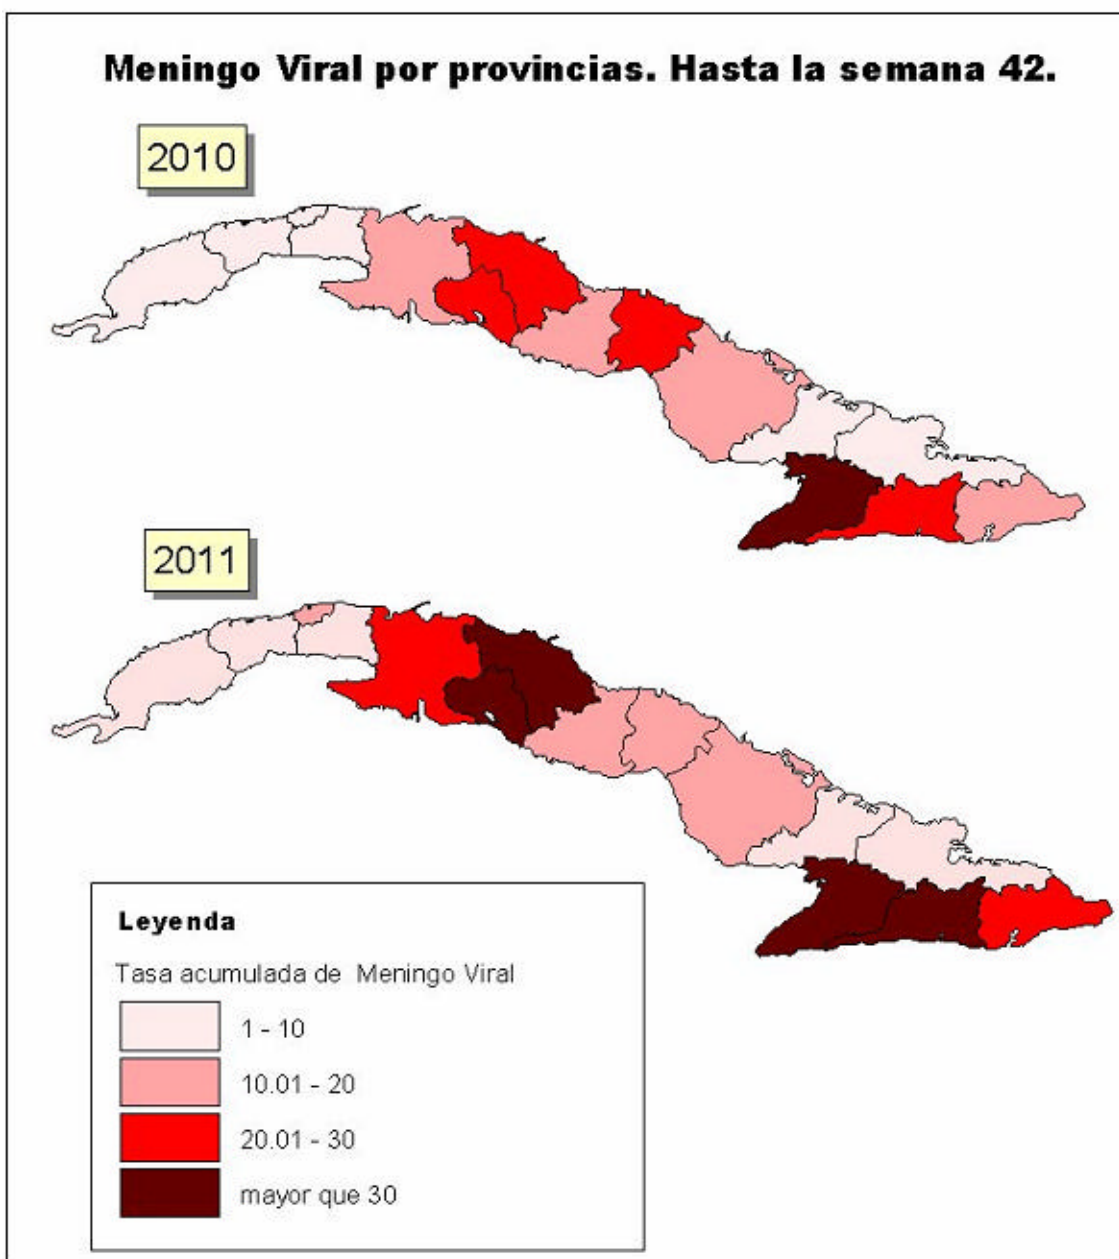 Meningo Viral por provincias. Hasta la semana 42.
2010
2011
Leyenda
Tasa acumulada de Meningo Viral
1 - 10
10.01 - 20
20.01 - 30
mayor que 30